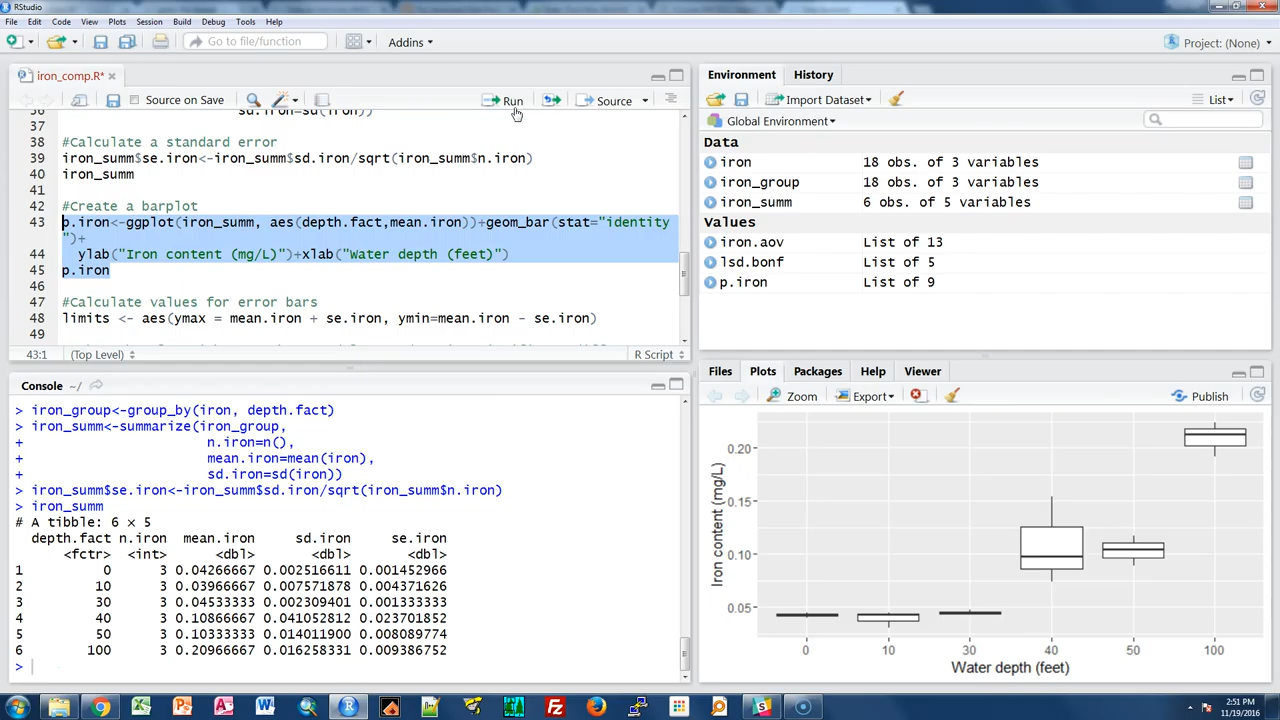 RStudio
File Edit Code View Plots Session Build Debug Tools Help
Go to file/function Addins Project: (None)
iron_comp.R*
Source on Save Run Source
36 sd.iron=sd(iron))
37
38 #Calculate a standard error
39 iron_summ$se.iron<-iron_summ$sd.iron/sqrt(iron_summ$n.iron)
40 iron_summ
41
42 #Create a barplot
43 p.iron<-ggplot(iron_summ, aes(depth.fact,mean.iron))+geom_bar(stat="identity
")+
44 ylab("Iron content (mg/L)")+xlab("Water depth (feet)")
45 p.iron
46
47 #Calculate values for error bars
48 limits <- aes(ymax = mean.iron + se.iron, ymin=mean.iron - se.iron)
49
43:1 (Top Level) R Script
Console ~/
> iron_group<-group_by(iron, depth.fact)
> iron_summ<-summarize(iron_group,
+ n.iron=n(),
+ mean.iron=mean(iron),
+ sd.iron=sd(iron))
> iron_summ$se.iron<-iron_summ$sd.iron/sqrt(iron_summ$n.iron)
> iron_summ
# A tibble: 6 × 5
depth.fact n.iron mean.iron sd.iron se.iron
<fctr> <int> <dbl> <dbl> <dbl>
1 0 3 0.04266667 0.002516611 0.001452966
2 10 3 0.03966667 0.007571878 0.004371626
3 30 3 0.04533333 0.002309401 0.001333333
4 40 3 0.10866667 0.041052812 0.023701852
5 50 3 0.10333333 0.014011900 0.008089774
6 100 3 0.20966667 0.016258331 0.009386752
>
Environment History
Import Dataset List
Global Environment
Data
iron 18 obs. of 3 variables
iron_group 18 obs. of 3 variables
iron_summ 6 obs. of 5 variables
Values
iron.aov List of 13
lsd.bonf List of 5
p.iron List of 9
Files Plots Packages Help Viewer
Zoom Export Publish
Iron content (mg/L)
0.20
0.15
0.10
0.05
0 10 30 40 50 100
Water depth (feet)
2:51 PM
11/19/2016